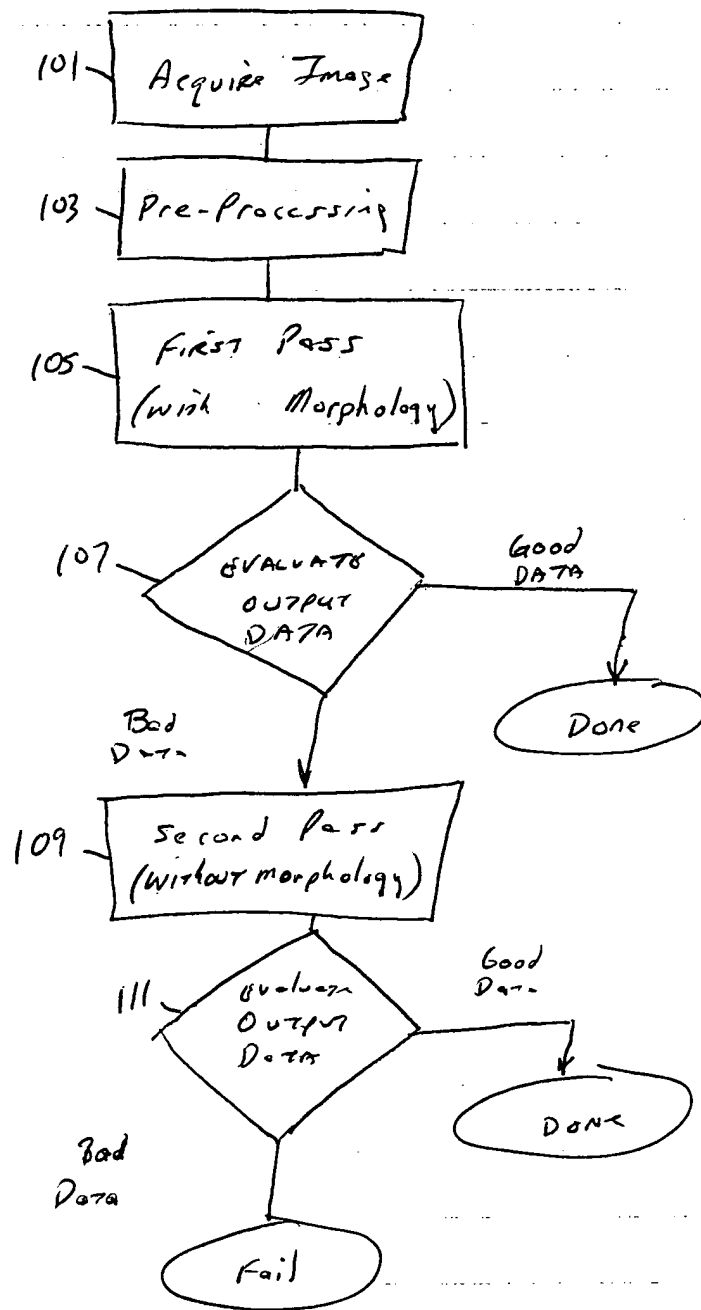 101
Acquire Image
103
Pre-Processing
105
First Pass
(with Morphology)
107
EVALUATE
OUTPUT
DATA
Good
DATA
Done
Bad
Data
109
Second Pass
(without morphology)
111
Evaluate
OUTPUT
DATA
Good
Data
DONE
Bad
Data
Fail